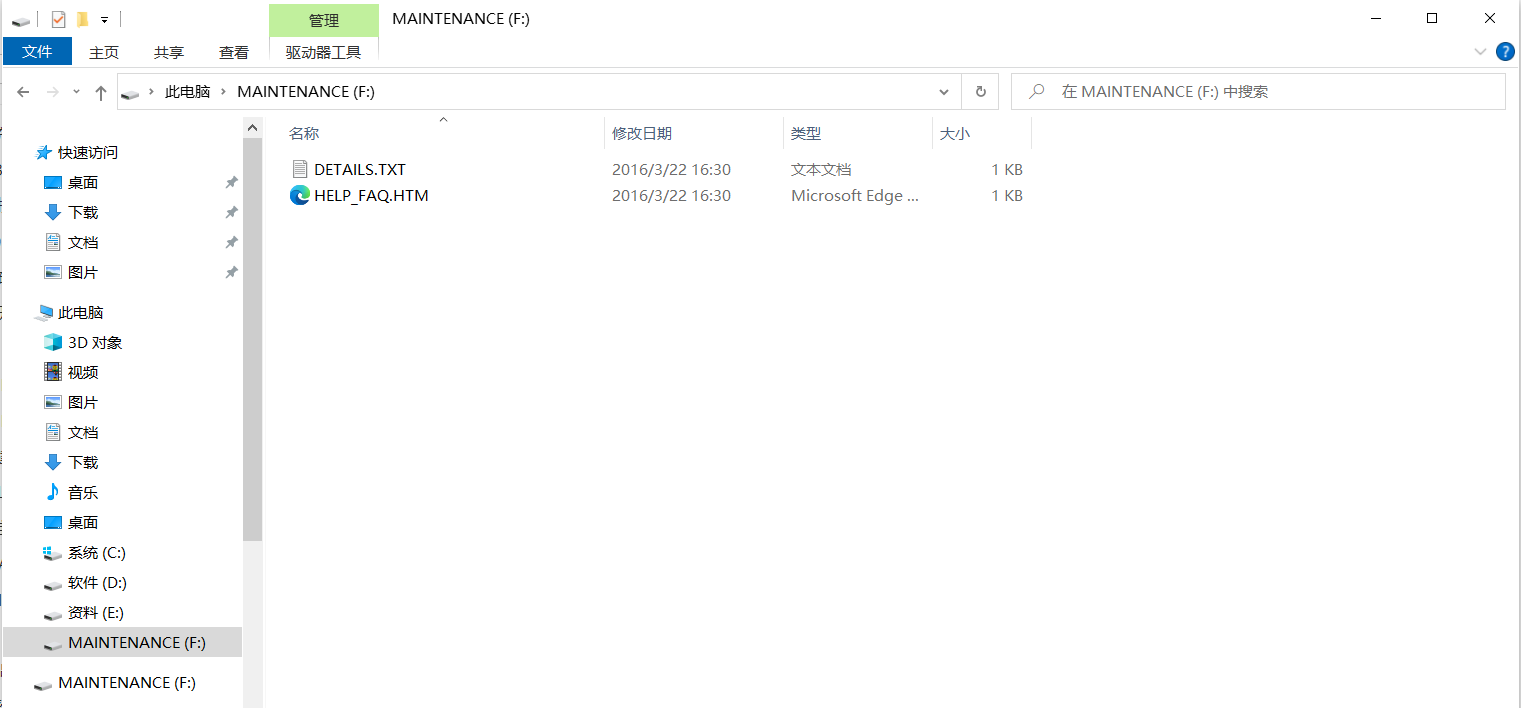 管理
MAINTENANCE (F:)
文件
主页
共享
查看
驱动器工具
此电脑
MAINTENANCE (F:)
在 MAINTENANCE (F:) 中搜索
名称
修改日期
类型
大小
DETAILS.TXT
2016/3/22 16:30
文本文档
1 KB
HELP_FAQ.HTM
2016/3/22 16:30
Microsoft Edge ...
1 KB
快速访问
桌面
下载
文档
图片
此电脑
3D 对象
视频
图片
文档
下载
音乐
桌面
系统 (C:)
软件 (D:)
资料 (E:)
MAINTENANCE (F:)
MAINTENANCE (F:)